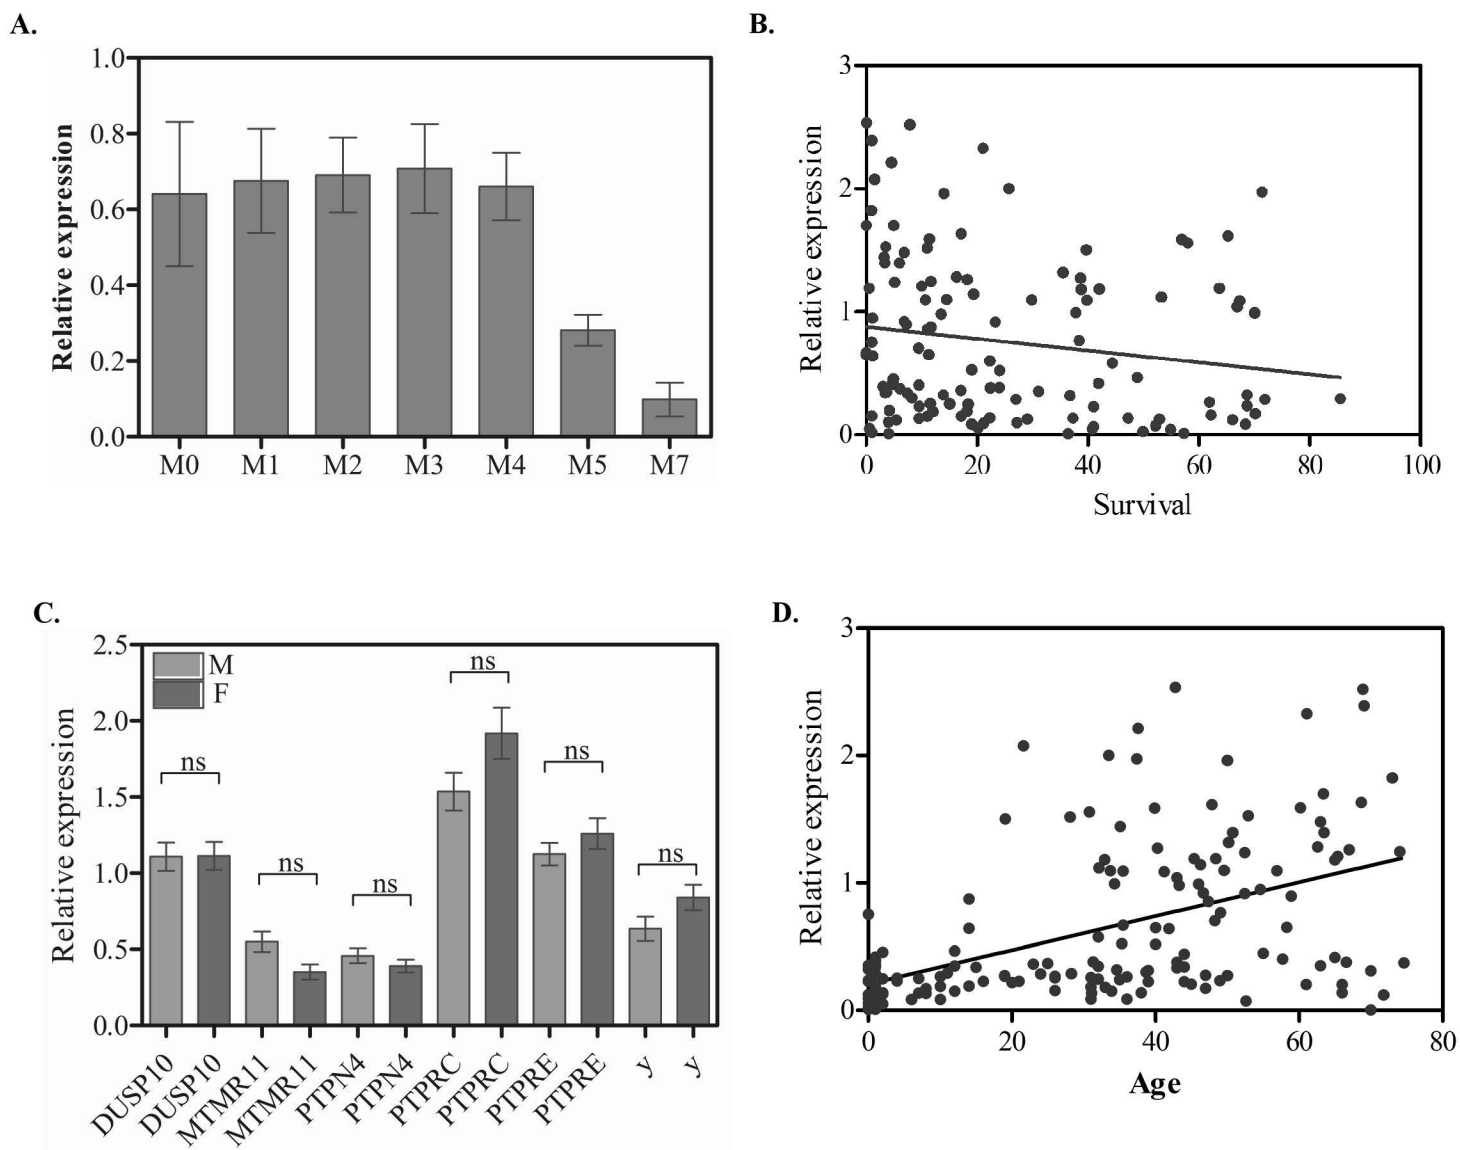 A.
1.0
0.8
0.6
0.4
0.2
0.0
Relative expression
M0 M1 M2 M3 M4 M5 M7
B.
3
2
1
0
Relative expression
0 20 40 60 80 100
Survival
C.
2.5
2.0
1.5
1.0
0.5
0.0
Relative expression
M
F
ns
ns
ns
ns
ns
ns
DUSP10 DUSP10 MTMR11 MTMR11 PTPN4 PTPN4 PTPRC PTPRC PTPRE PTPRE y y
D.
3
2
1
0
Relative expression
0 20 40 60 80
Age